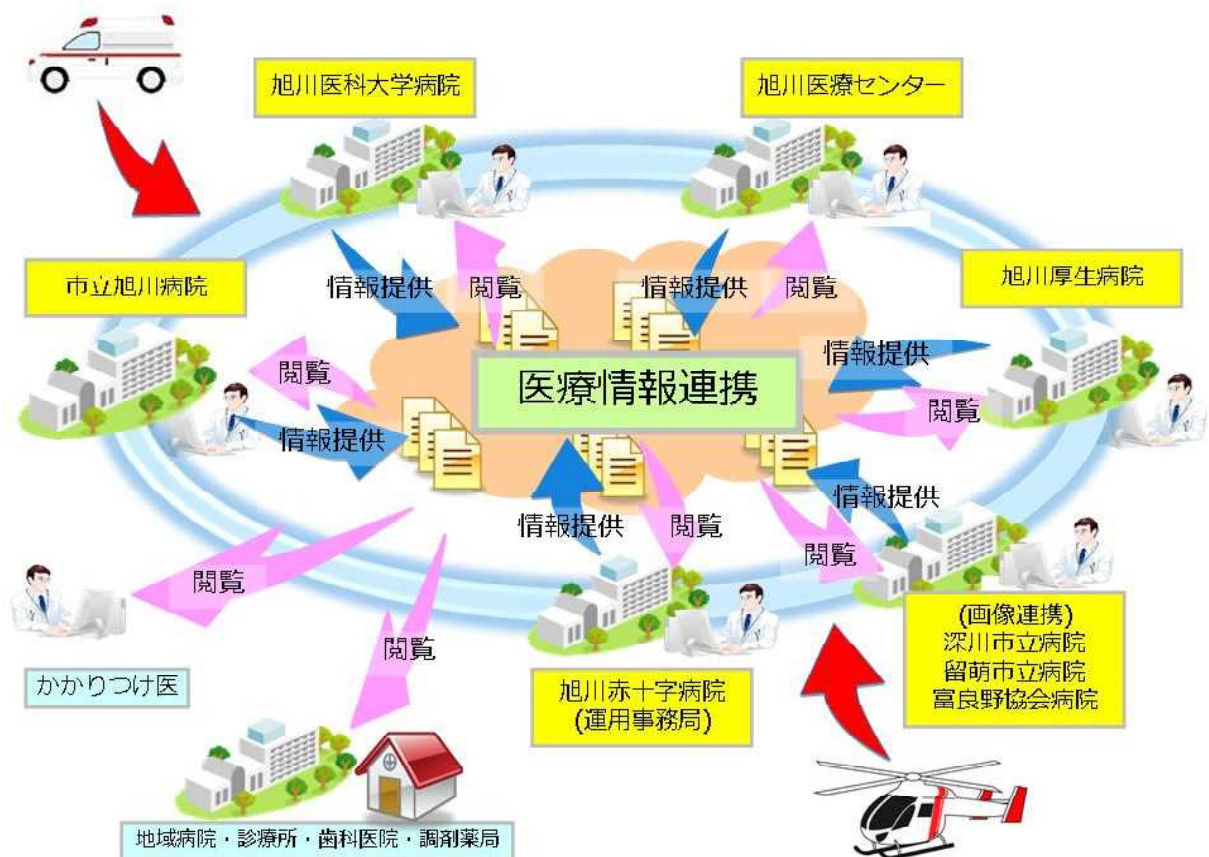 旭川医科大学病院
旭川医療センター
市立旭川病院
情報提供
閲覧
情報提供
閲覧
旭川厚生病院
閲覧
情報提供
医療情報連携
情報提供
閲覧
情報提供
閲覧
情報提供
閲覧
情報提供
閲覧
閲覧
かかりつけ医
旭川赤十字病院
(運用事務局)
(画像連携)
深川市立病院
留萌市立病院
富良野協会病院
地域病院・診療所・歯科医院・調剤薬局